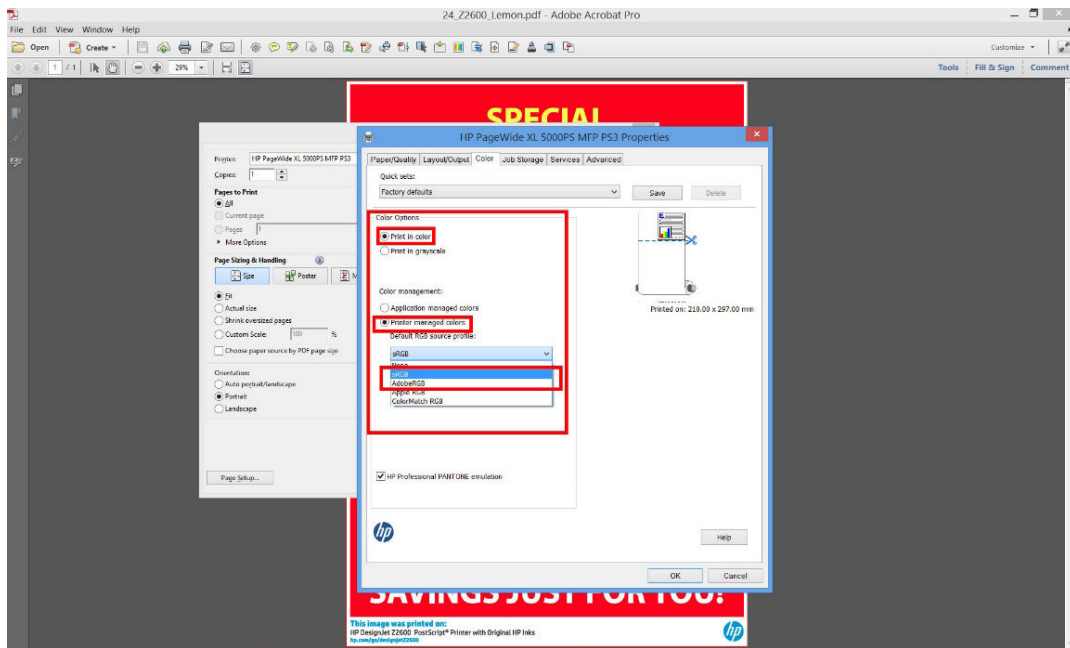 24_Z2600_Lemon.pdf - Adobe Acrobat Pro
File Edit View Window Help
Open Create Customize
1 / 1 29% Tools Fill & Sign Comment
SPECIAL
HP PageWide XL 5000PS MFP PS3 Properties
Printer: HP PageWide XL 5000PS MFP PS3
Copies: 1
Pages to Print
All
Current page
Pages 1
More Options
Page Sizing & Handling
Size Poster
Fit
Actual size
Shrink oversized pages
Custom Scale: 100 %
Choose paper source by PDF page size
Orientation:
Auto portrait/landscape
Portrait
Landscape
Page Setup...
Paper/Quality Layout/Output Color Job Storage Services Advanced
Quick sets:
Factory defaults Save Delete
Color Options
Print in color
Print in grayscale
Color management:
Application managed colors
Printer managed colors
Default RGB source profile:
sRGB
None
sRGB
AdobeRGB
Apple RGB
ColorMatch RGB
HP Professional PANTONE emulation
Printed on: 210.00 x 297.00 mm
hp
Help
OK Cancel
SAVINGS JUST FOR YOU!
This image was printed on:
HP DesignJet Z2600 PostScript® Printer with Original HP Inks
hp.com/go/designjetZ2600
hp